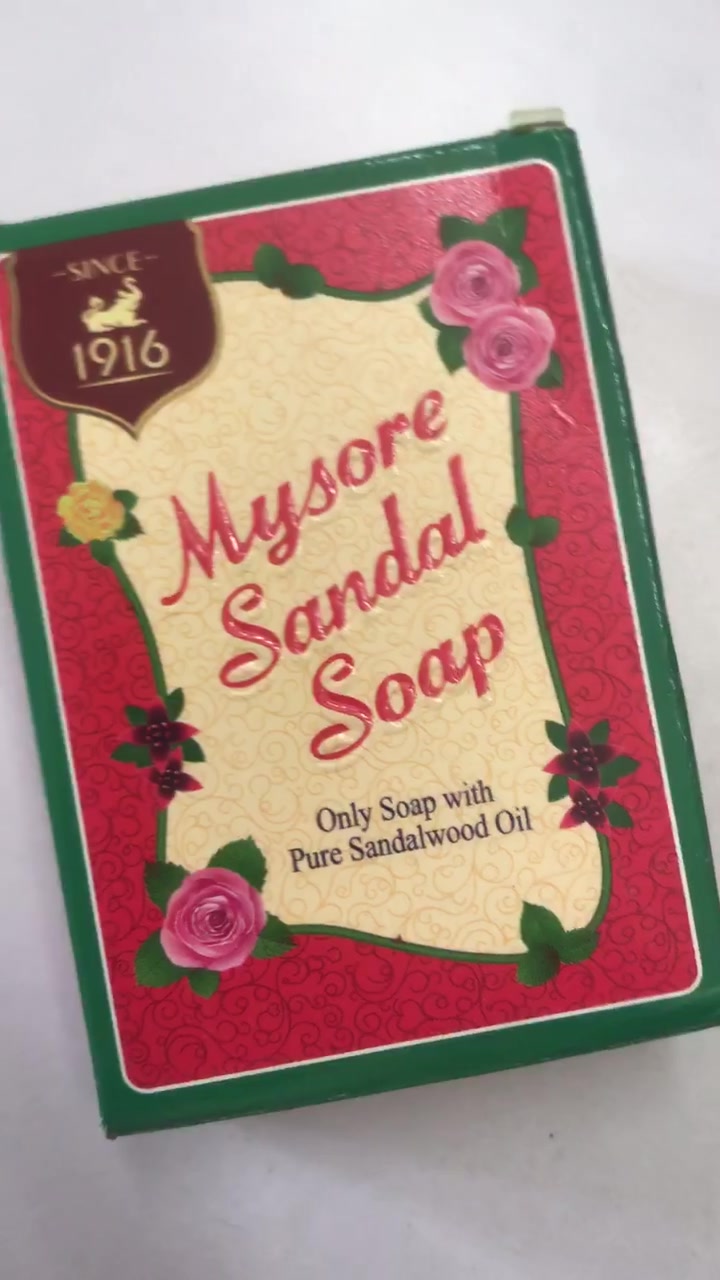 -SINCE-
1916
Mysore
Sandal
Soap
Only Soap with
Pure Sandalwood Oil